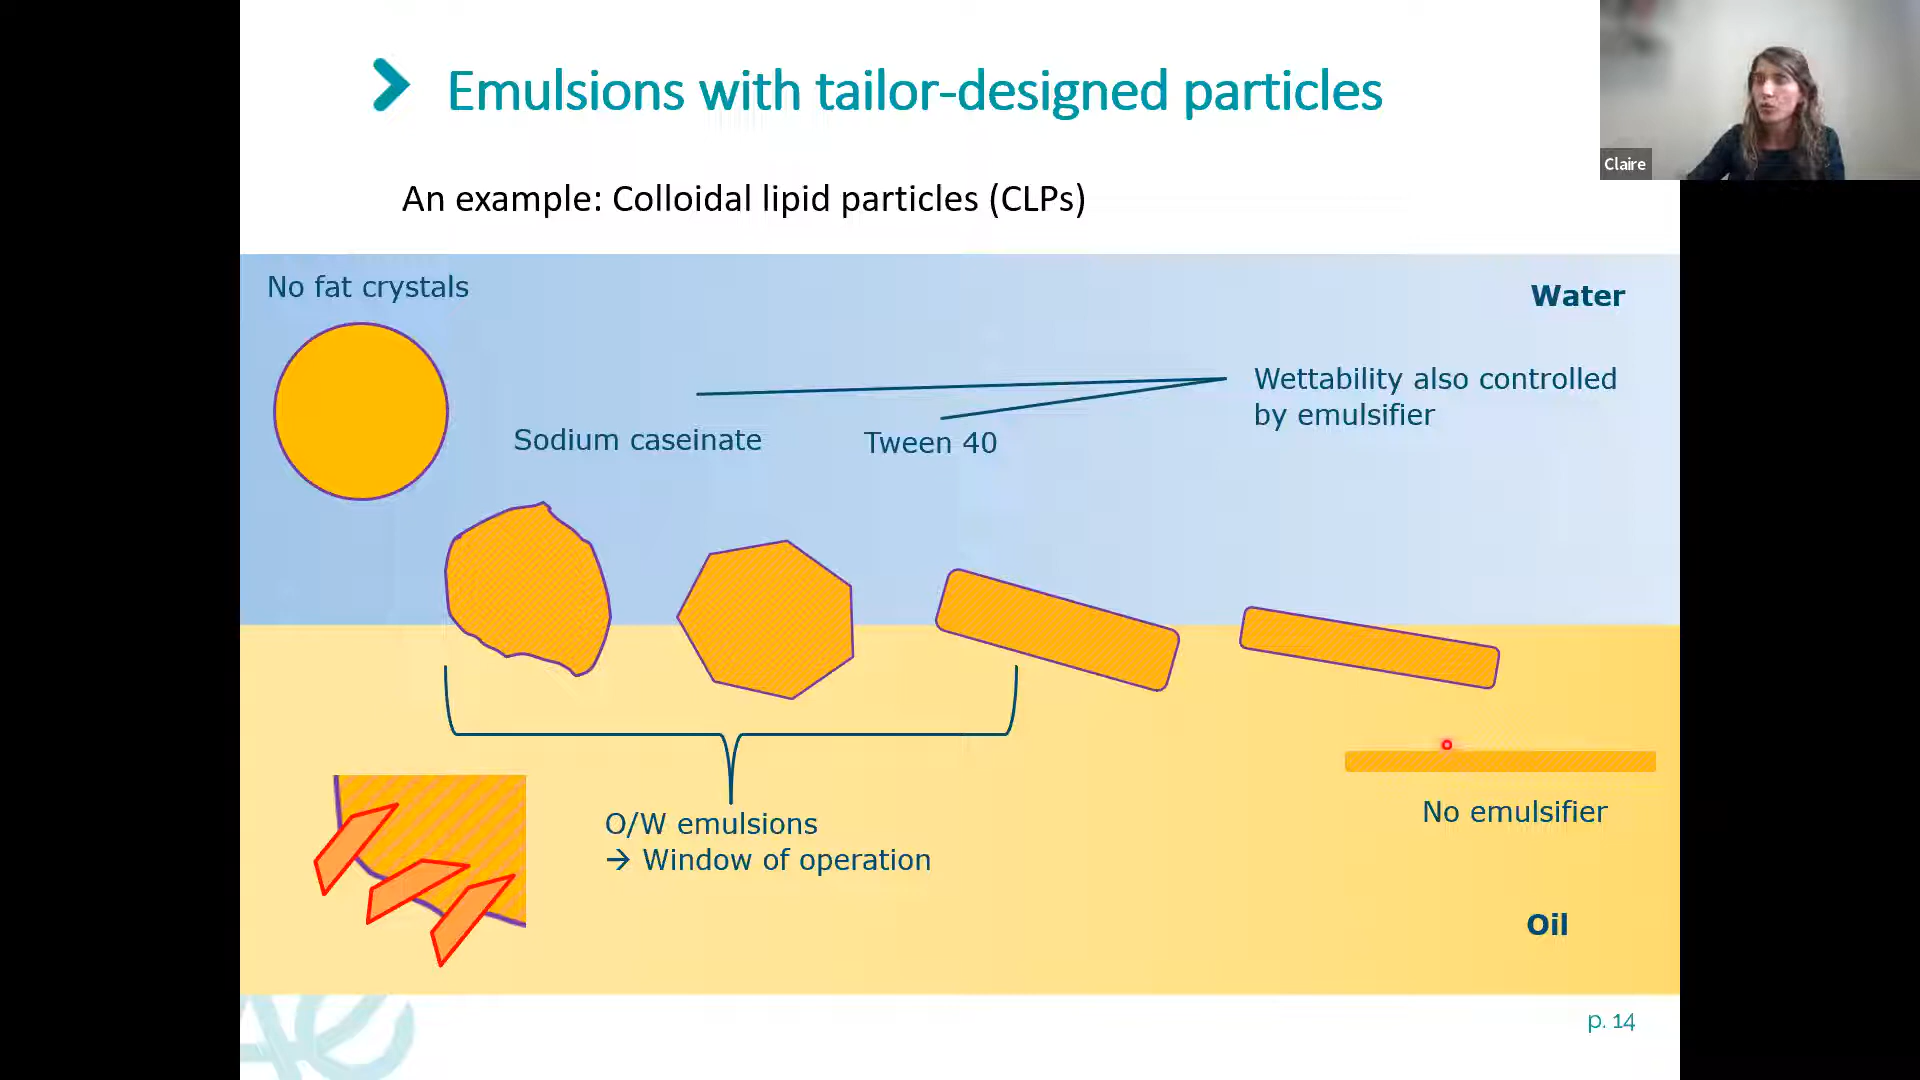 Emulsions with tailor-designed particles
Claire
An example: Colloidal lipid particles (CLPs)
No fat crystals
Water
Wettability also controlled
by emulsifier
Sodium caseinate
Tween 40
O/W emulsions
→ Window of operation
No emulsifier
Oil
p. 14